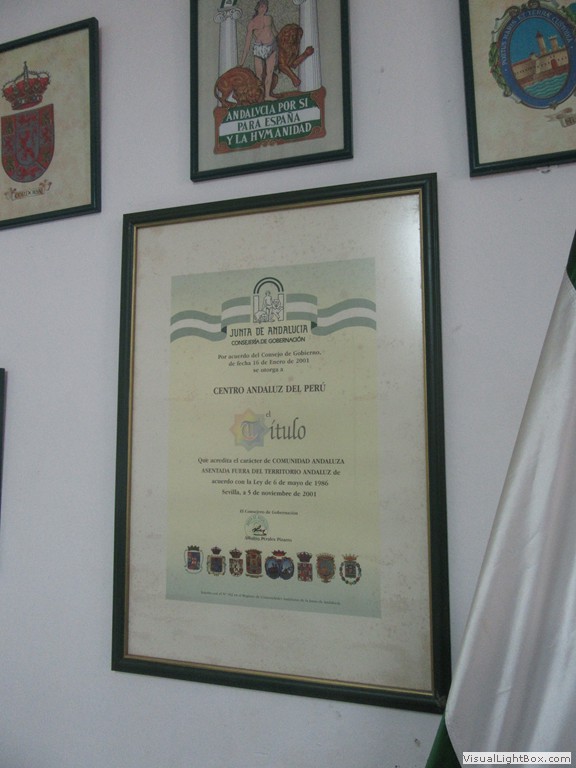 ANDALVCIA POR SI
PARA ESPAÑA
Y LA HVMANIDAD
JUNTA DE ANDALUCIA
CONSEJERÍA DE GOBERNACIÓN
Por acuerdo del Consejo de Gobierno,
de fecha 16 de Enero de 2001
se otorga a
CENTRO ANDALUZ DEL PERÚ
el
Título
Que acredita el carácter de COMUNIDAD ANDALUZA
ASENTADA FUERA DEL TERRITORIO ANDALUZ de
acuerdo con la Ley de 6 de mayo de 1986
Sevilla, a 5 de noviembre de 2001
El Consejero de Gobernación
VisualLightBox.com